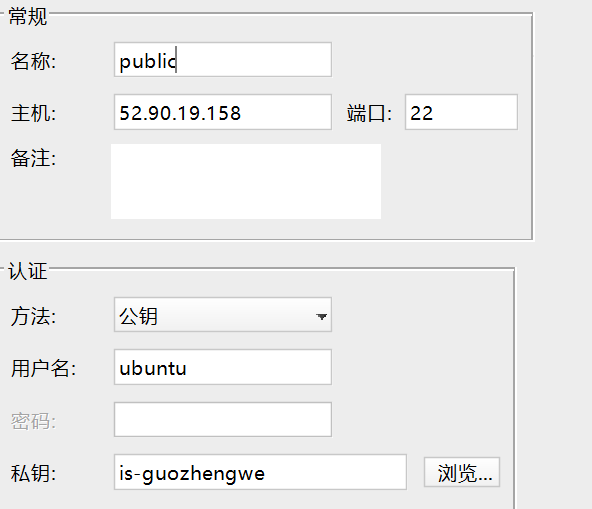 常规
名称: public
主机: 52.90.19.158 端口: 22
备注:
认证
方法: 公钥
用户名: ubuntu
密码:
私钥: is-guozhengwe 浏览...